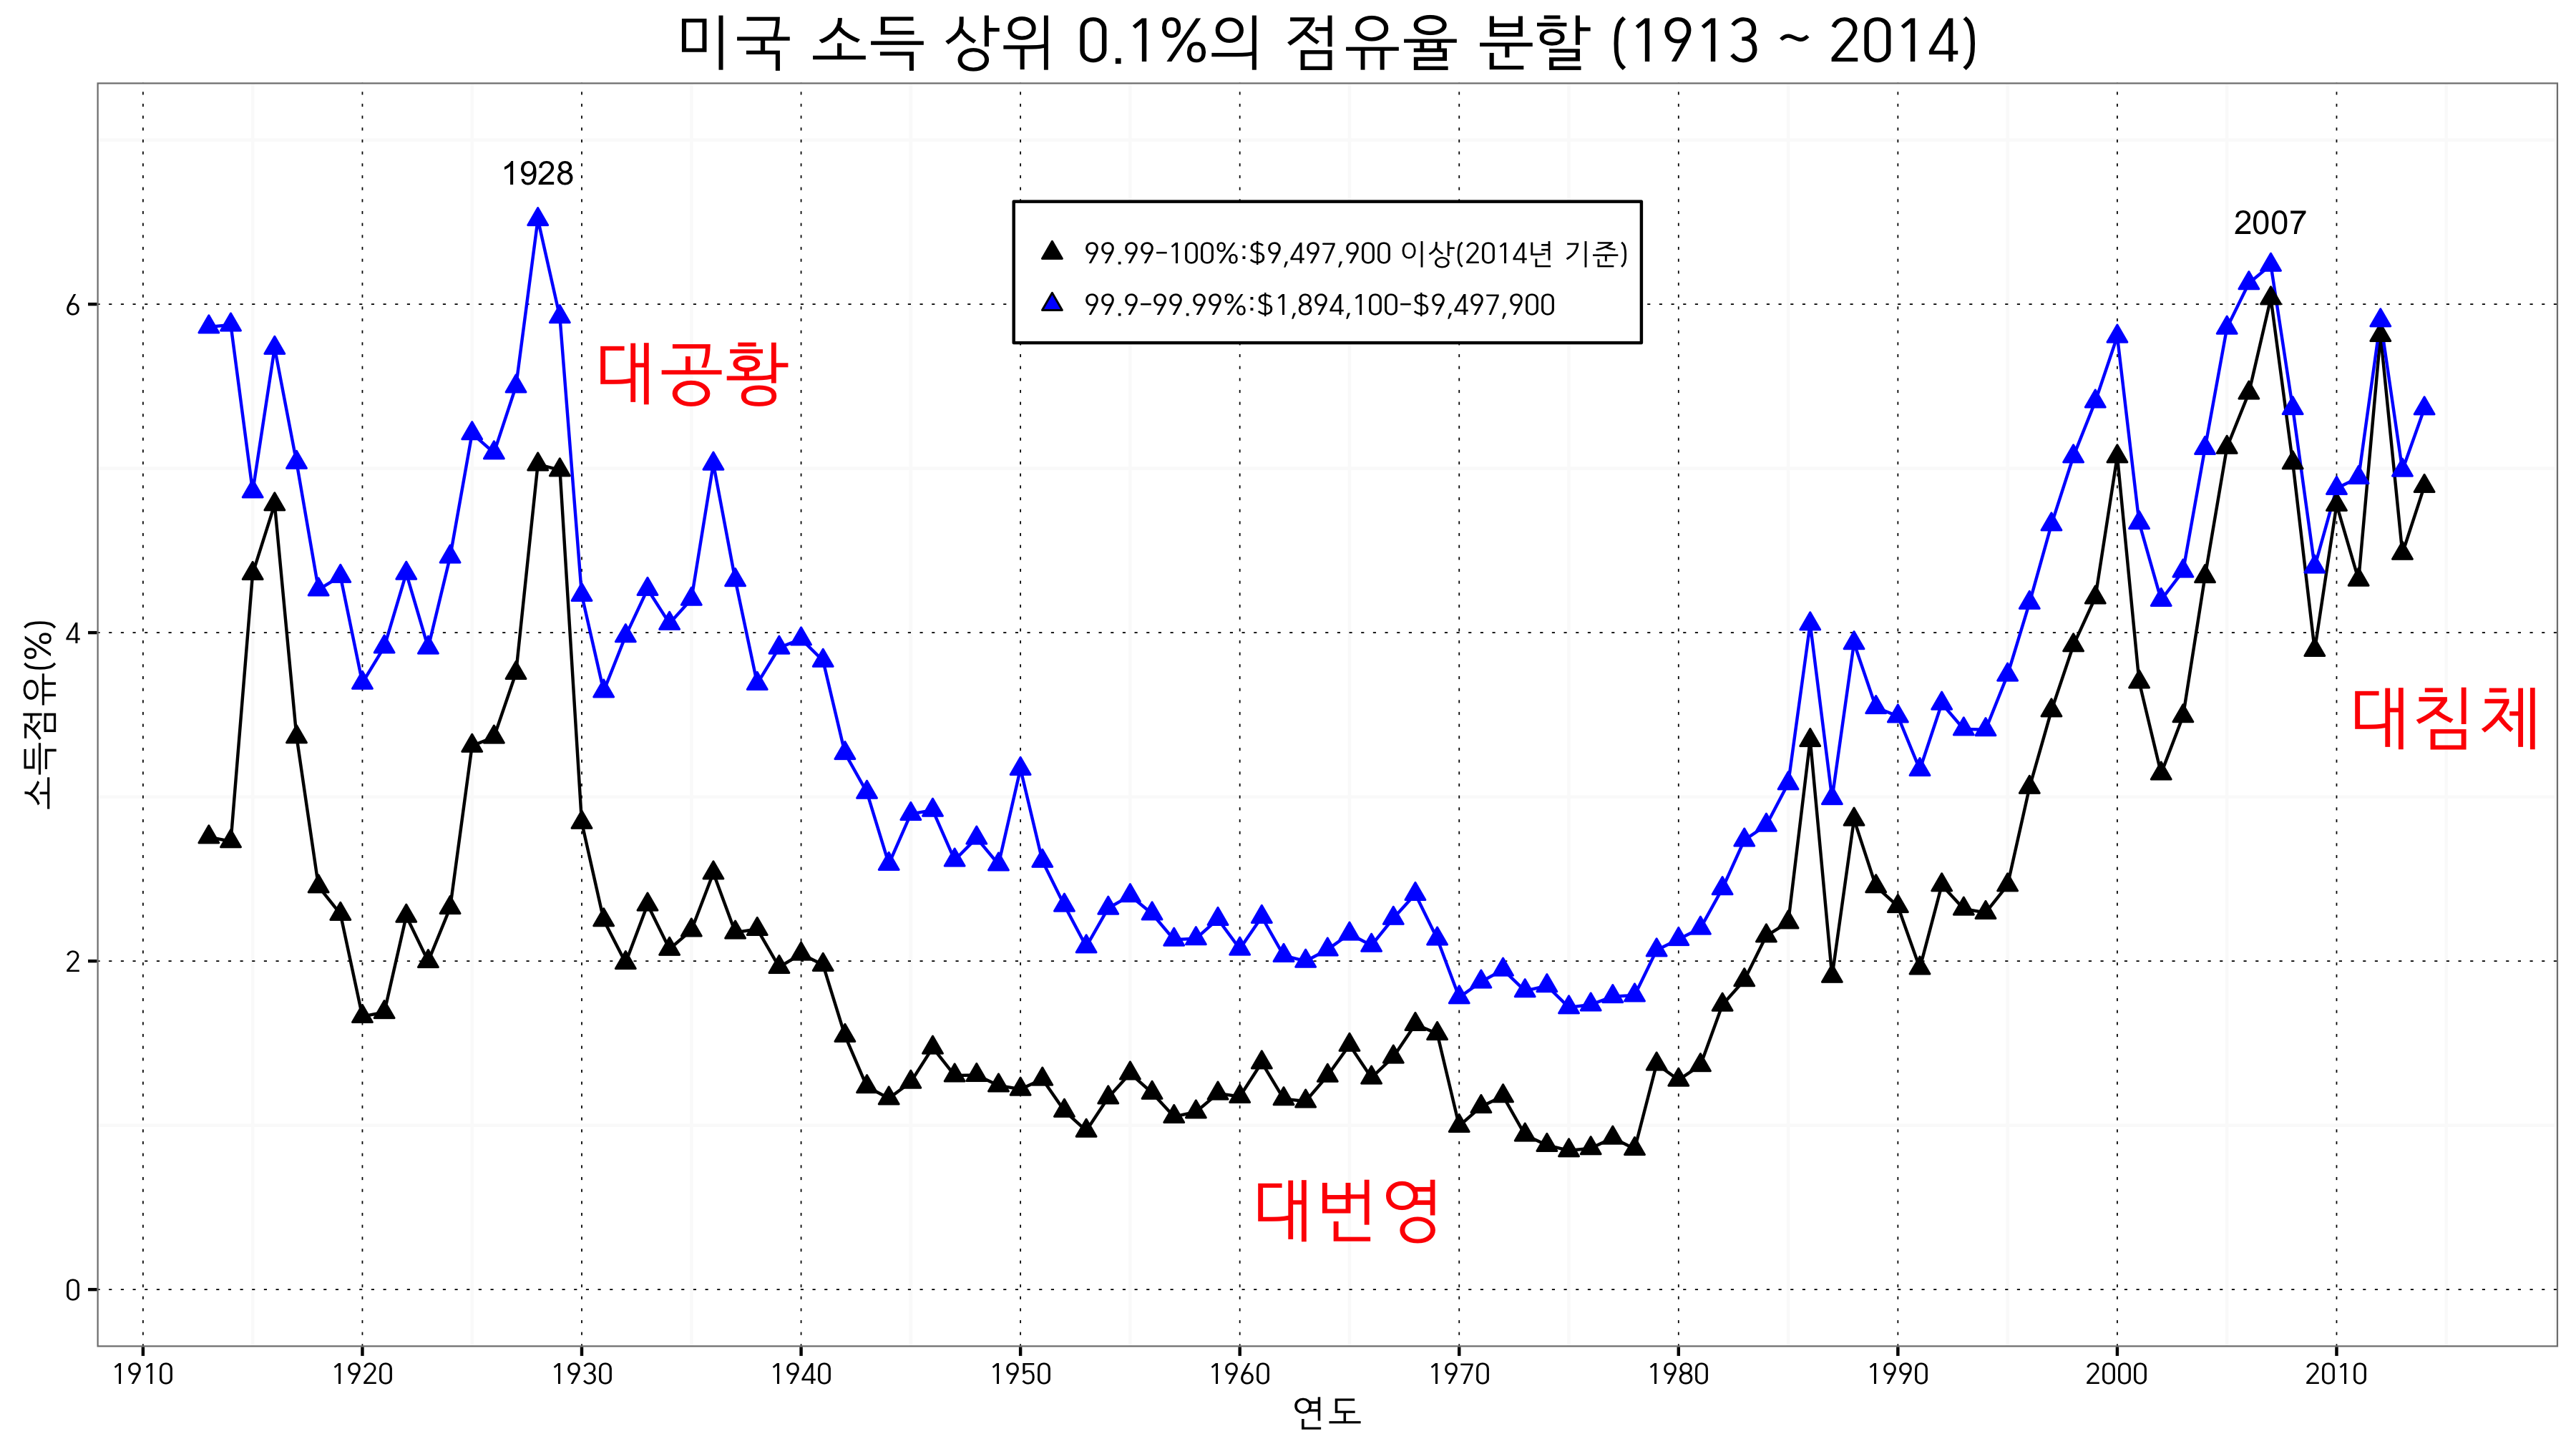 미국 소득 상위 0.1%의 점유율 분할 (1913 ~ 2014)
1928
2007
99.99-100%:$9,497,900 이상(2014년 기준)
99.9-99.99%:$1,894,100-$9,497,900
대공황
대침체
대번영
소득점유(%)
6
4
2
0
1910 1920 1930 1940 1950 1960 1970 1980 1990 2000 2010
연도